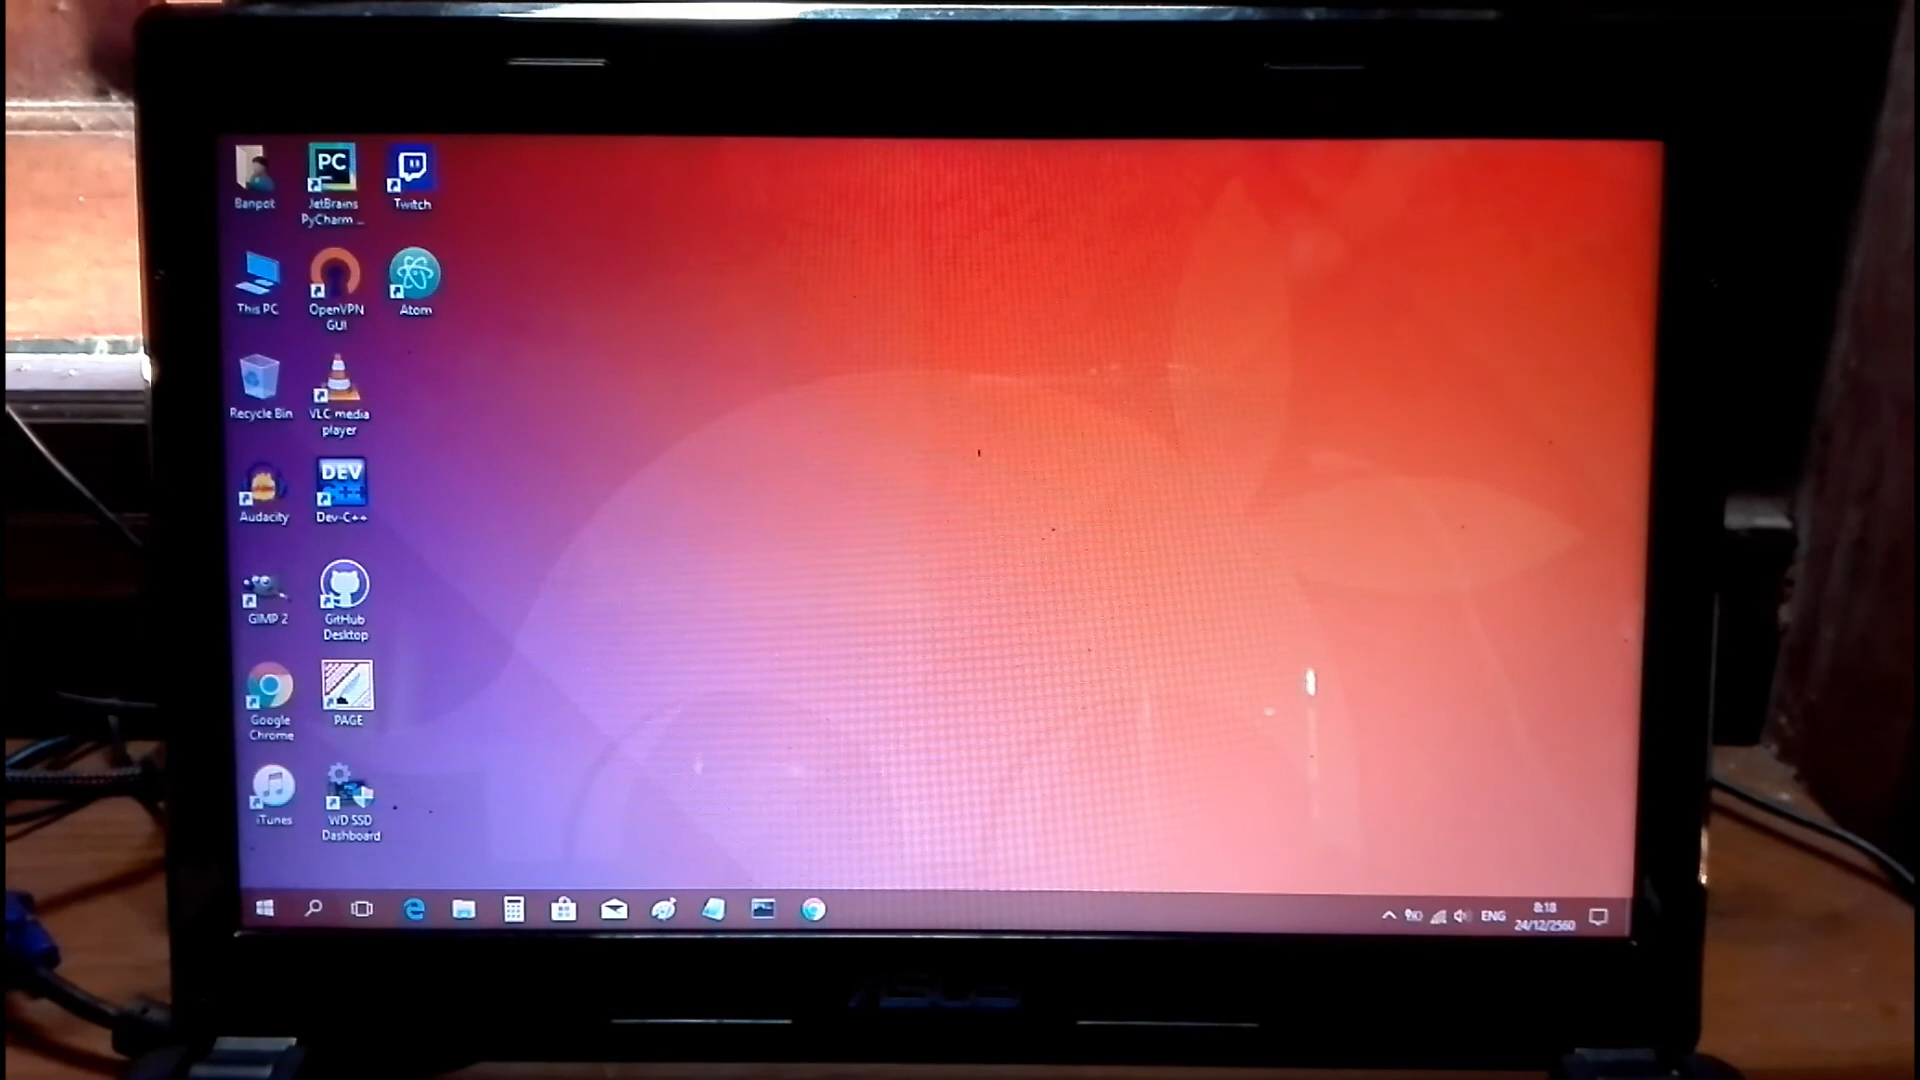 PC
Banpot
JetBrains
PyCharm ...
Twitch
This PC
OpenVPN
GUI
Atom
Recycle Bin
VLC media
player
DEV
C++
Audacity
Dev-C++
GIMP 2
GitHub
Desktop
Google
Chrome
PAGE
iTunes
WD SSD
Dashboard
ENG
8:18
24/12/2560
ASUS